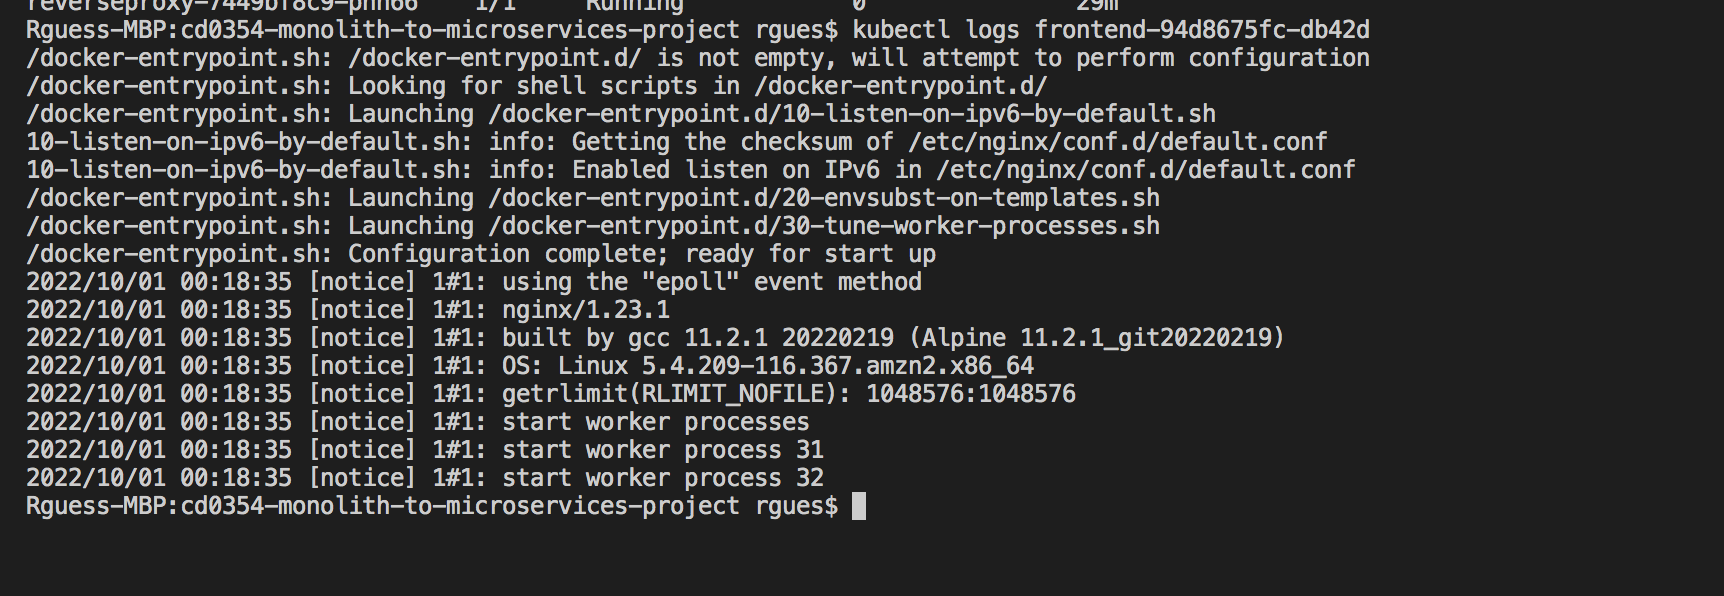 reverseproxy-7449bf8c9-phh66    1/1     Running            0               29m
Rguess-MBP:cd0354-monolith-to-microservices-project rgues$ kubectl logs frontend-94d8675fc-db42d
/docker-entrypoint.sh: /docker-entrypoint.d/ is not empty, will attempt to perform configuration
/docker-entrypoint.sh: Looking for shell scripts in /docker-entrypoint.d/
/docker-entrypoint.sh: Launching /docker-entrypoint.d/10-listen-on-ipv6-by-default.sh
10-listen-on-ipv6-by-default.sh: info: Getting the checksum of /etc/nginx/conf.d/default.conf
10-listen-on-ipv6-by-default.sh: info: Enabled listen on IPv6 in /etc/nginx/conf.d/default.conf
/docker-entrypoint.sh: Launching /docker-entrypoint.d/20-envsubst-on-templates.sh
/docker-entrypoint.sh: Launching /docker-entrypoint.d/30-tune-worker-processes.sh
/docker-entrypoint.sh: Configuration complete; ready for start up
2022/10/01 00:18:35 [notice] 1#1: using the "epoll" event method
2022/10/01 00:18:35 [notice] 1#1: nginx/1.23.1
2022/10/01 00:18:35 [notice] 1#1: built by gcc 11.2.1 20220219 (Alpine 11.2.1_git20220219)
2022/10/01 00:18:35 [notice] 1#1: OS: Linux 5.4.209-116.367.amzn2.x86_64
2022/10/01 00:18:35 [notice] 1#1: getrlimit(RLIMIT_NOFILE): 1048576:1048576
2022/10/01 00:18:35 [notice] 1#1: start worker processes
2022/10/01 00:18:35 [notice] 1#1: start worker process 31
2022/10/01 00:18:35 [notice] 1#1: start worker process 32
Rguess-MBP:cd0354-monolith-to-microservices-project rgues$